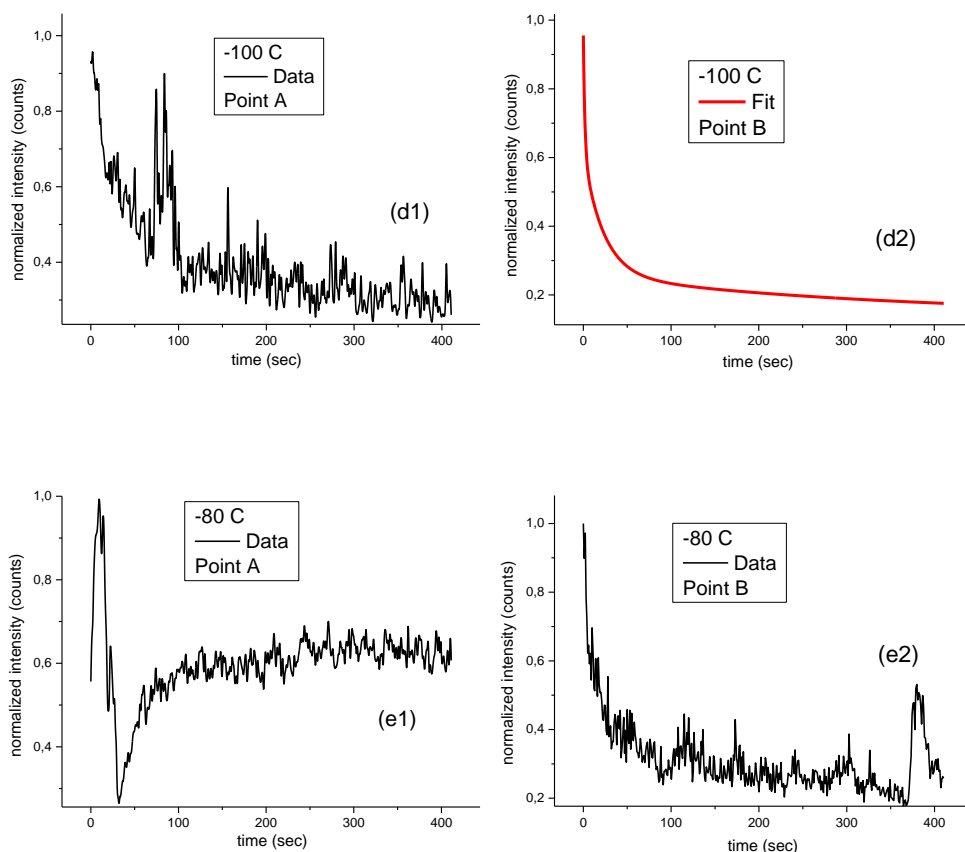 1,0
0,8
0,6
0,4
normalized intensity (counts)
-100 C
Data
Point A
(d1)
0 100 200 300 400
time (sec)
1,0
0,8
0,6
0,4
0,2
normalized intensity (counts)
-100 C
Fit
Point B
(d2)
0 100 200 300 400
time (sec)
1,0
0,8
0,6
0,4
normalized intensity (counts)
-80 C
Data
Point A
(e1)
0 100 200 300 400
time (sec)
1,0
0,8
0,6
0,4
0,2
normalized intensity (counts)
-80 C
Data
Point B
(e2)
0 100 200 300 400
time (sec)